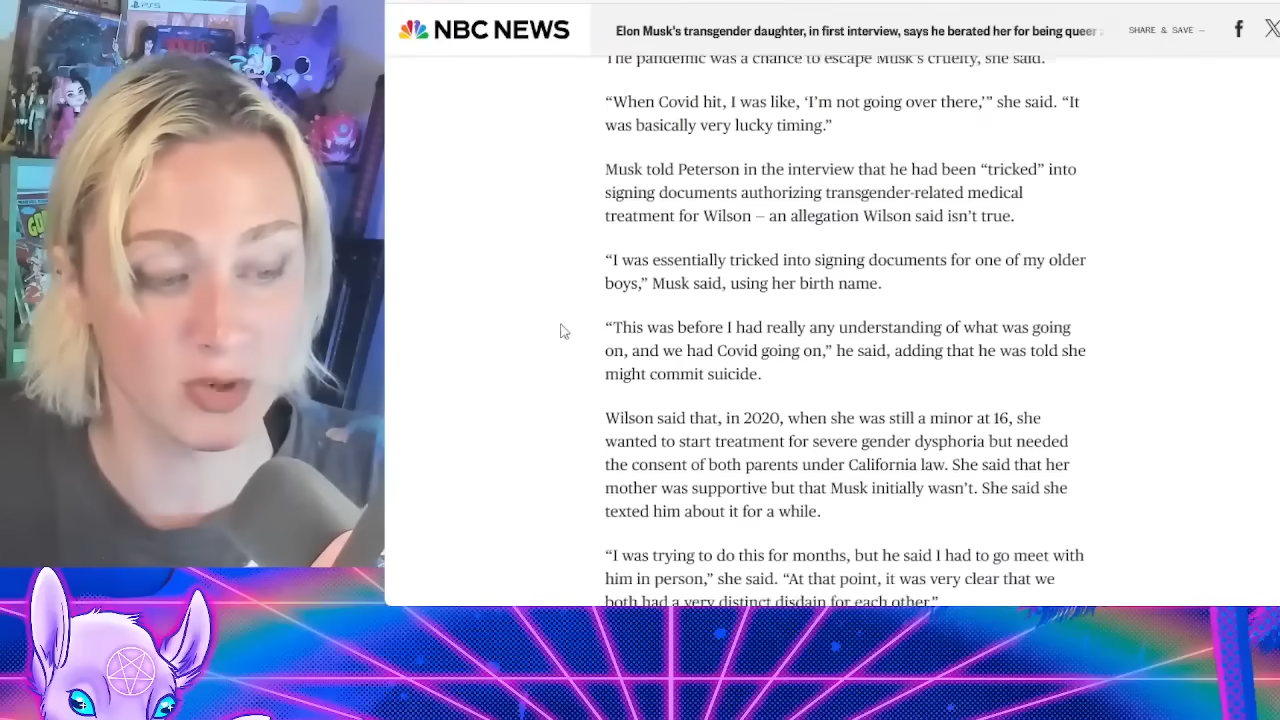 PS5
NBC NEWS
Elon Musk's transgender daughter, in first interview, says he berated her for being queer
SHARE & SAVE —
The pandemic was a chance to escape Musk's cruelty, she said.
“When Covid hit, I was like, ‘I’m not going over there,’” she said. “It
was basically very lucky timing.”
Musk told Peterson in the interview that he had been “tricked” into
signing documents authorizing transgender-related medical
treatment for Wilson — an allegation Wilson said isn’t true.
“I was essentially tricked into signing documents for one of my older
boys,” Musk said, using her birth name.
“This was before I had really any understanding of what was going
on, and we had Covid going on,” he said, adding that he was told she
might commit suicide.
Wilson said that, in 2020, when she was still a minor at 16, she
wanted to start treatment for severe gender dysphoria but needed
the consent of both parents under California law. She said that her
mother was supportive but that Musk initially wasn’t. She said she
texted him about it for a while.
“I was trying to do this for months, but he said I had to go meet with
him in person,” she said. “At that point, it was very clear that we
both had a very distinct disdain for each other.”